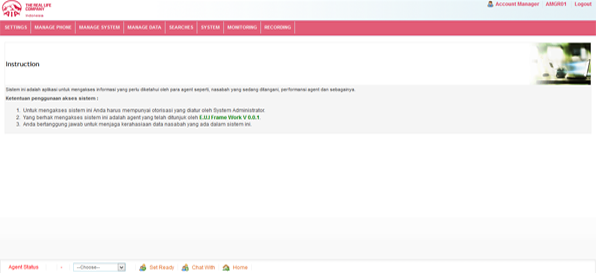 THE REAL LIFE
COMPANY
Account Manager AMGR01 Logout
SETTINGS MANAGE PHONE MANAGE SYSTEM MANAGE DATA SEARCHES SYSTEM MONITORING RECORDING
Instruction
Sistem ini adalah aplikasi untuk mengakses informasi yang perlu diketahui oleh para agent seperti, nasabah yang sedang ditangani, performansi agent dan sebagainya.
Ketentuan penggunaan akses sistem :
1. Untuk mengakses sistem ini Anda harus mempunyai otorisasi yang diatur oleh System Administrator
2. Yang berhak mengakses sistem ini adalah agent yang telah ditunjuk oleh E.U.I Frame Work V 0.0.1.
3. Anda bertanggung jawab untuk menjaga kerahasiaan data nasabah yang ada dalam sistem ini.
Agent Status - --Choose-- Get Ready Chat With Home